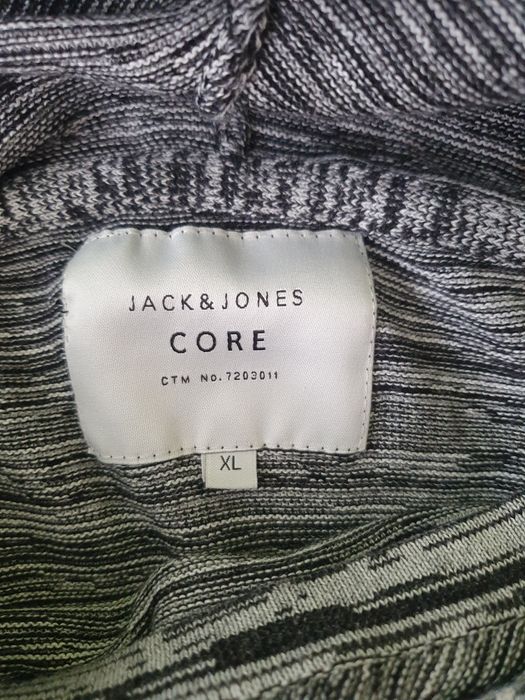 JACK&JONES
CORE
CTM No.7203011
XL